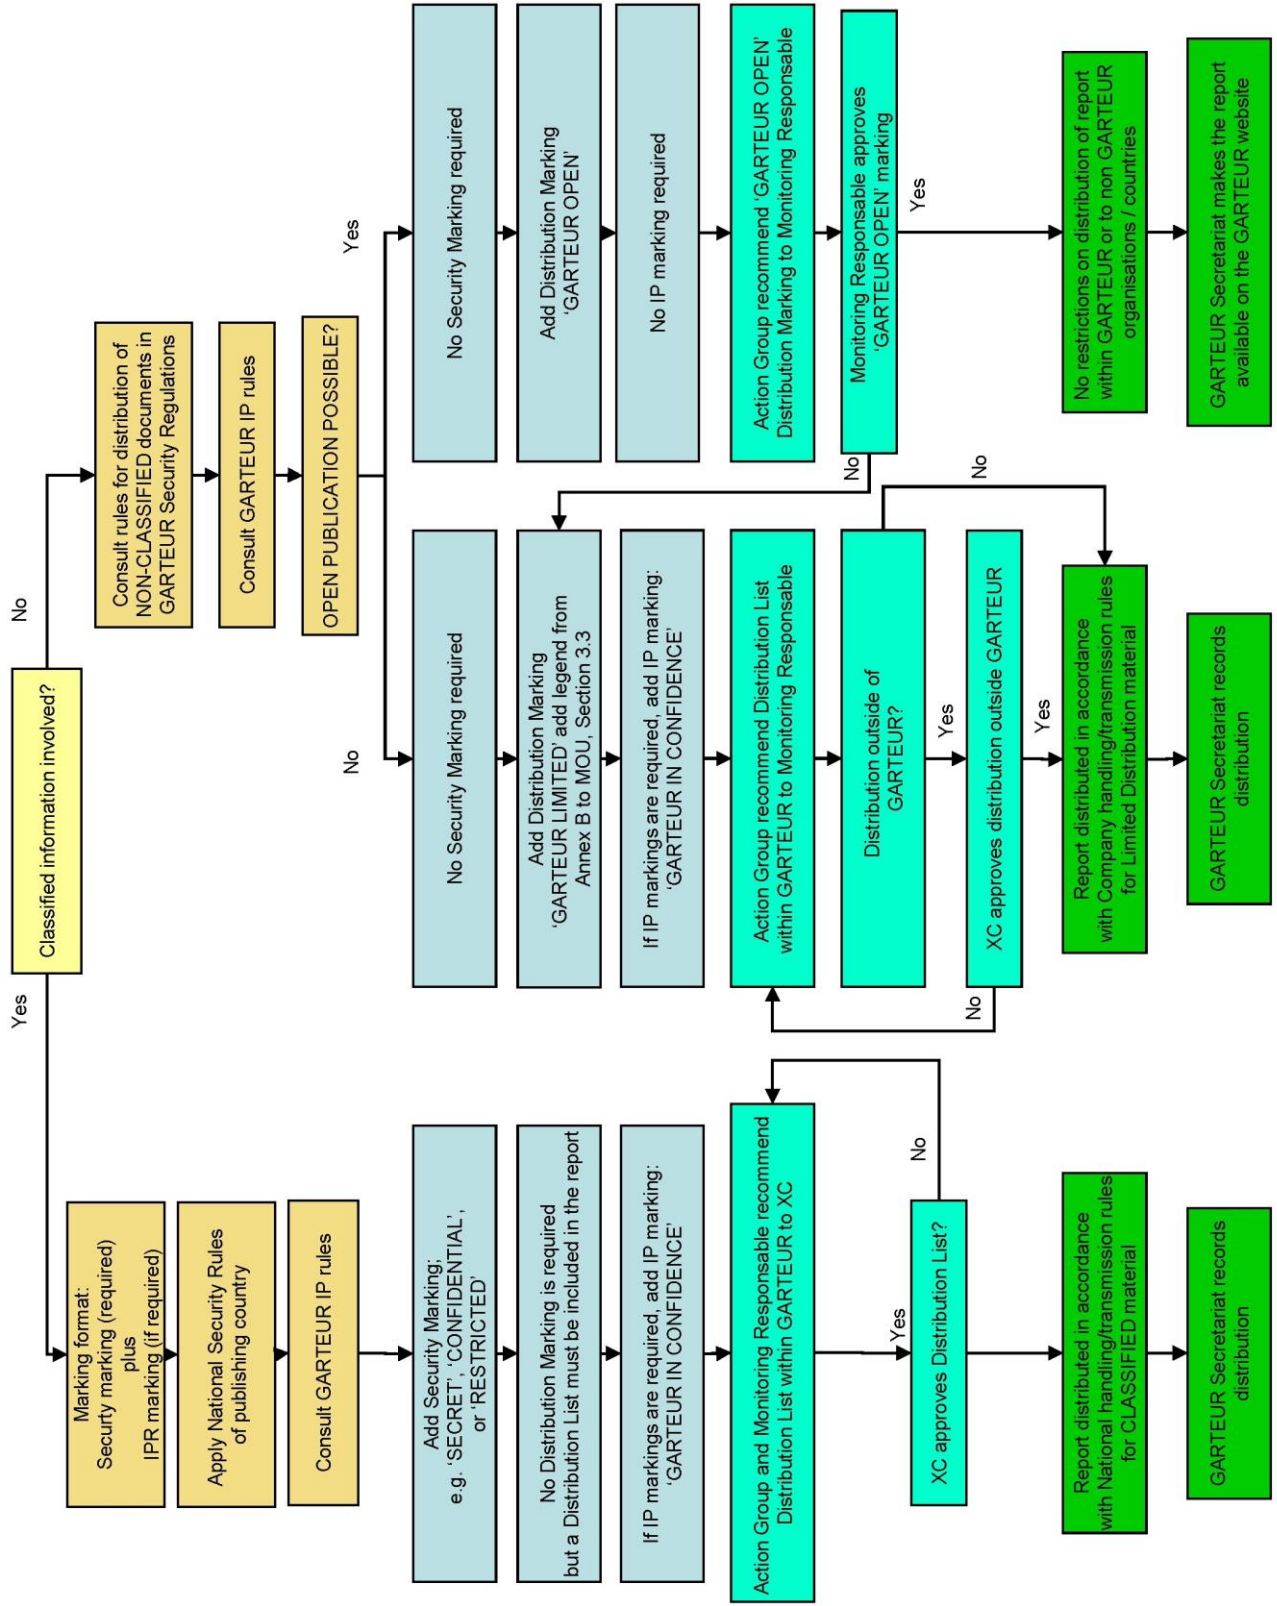 Classified information involved?
Yes
No
Marking format:
Securty marking (required)
plus
IPR marking (if required)
Apply National Security Rules
of publishing country
Consult GARTEUR IP rules
Add Security Marking;
e.g. ‘SECRET’, ‘CONFIDENTIAL’,
or ‘RESTRICTED’
No Distribution Marking is required
but a Distribution List must be included in the report
If IP markings are required, add IP marking:
‘GARTEUR IN CONFIDENCE’
Action Group and Monitoring Responsable recommend
Distribution List within GARTEUR to XC
Yes
No
XC approves Distribution List?
Report distributed in accordance
with National handling/transmission rules
for CLASSIFIED material
GARTEUR Secretariat records
distribution
Consult rules for distribution of
NON-CLASSIFIED documents in
GARTEUR Security Regulations
Consult GARTEUR IP rules
OPEN PUBLICATION POSSIBLE?
No
Yes
No Security Marking required
Add Distribution Marking
‘GARTEUR LIMITED’ add legend from
Annex B to MOU, Section 3.3
If IP markings are required, add IP marking:
‘GARTEUR IN CONFIDENCE’
Action Group recommend Distribution List
within GARTEUR to Monitoring Responsable
Distribution outside of
GARTEUR?
Yes
No
XC approves distribution outside GARTEUR
No
Yes
Report distributed in accordance
with Company handling/transmission rules
for Limited Distribution material
GARTEUR Secretariat records
distribution
No Security Marking required
Add Distribution Marking
‘GARTEUR OPEN’
No IP marking required
Action Group recommend ‘GARTEUR OPEN’
Distribution Marking to Monitoring Responsable
Monitoring Responsable approves
‘GARTEUR OPEN’ marking
No
Yes
No restrictions on distribution of report
within GARTEUR or to non GARTEUR
organisations / countries
GARTEUR Secretariat makes the report
available on the GARTEUR website